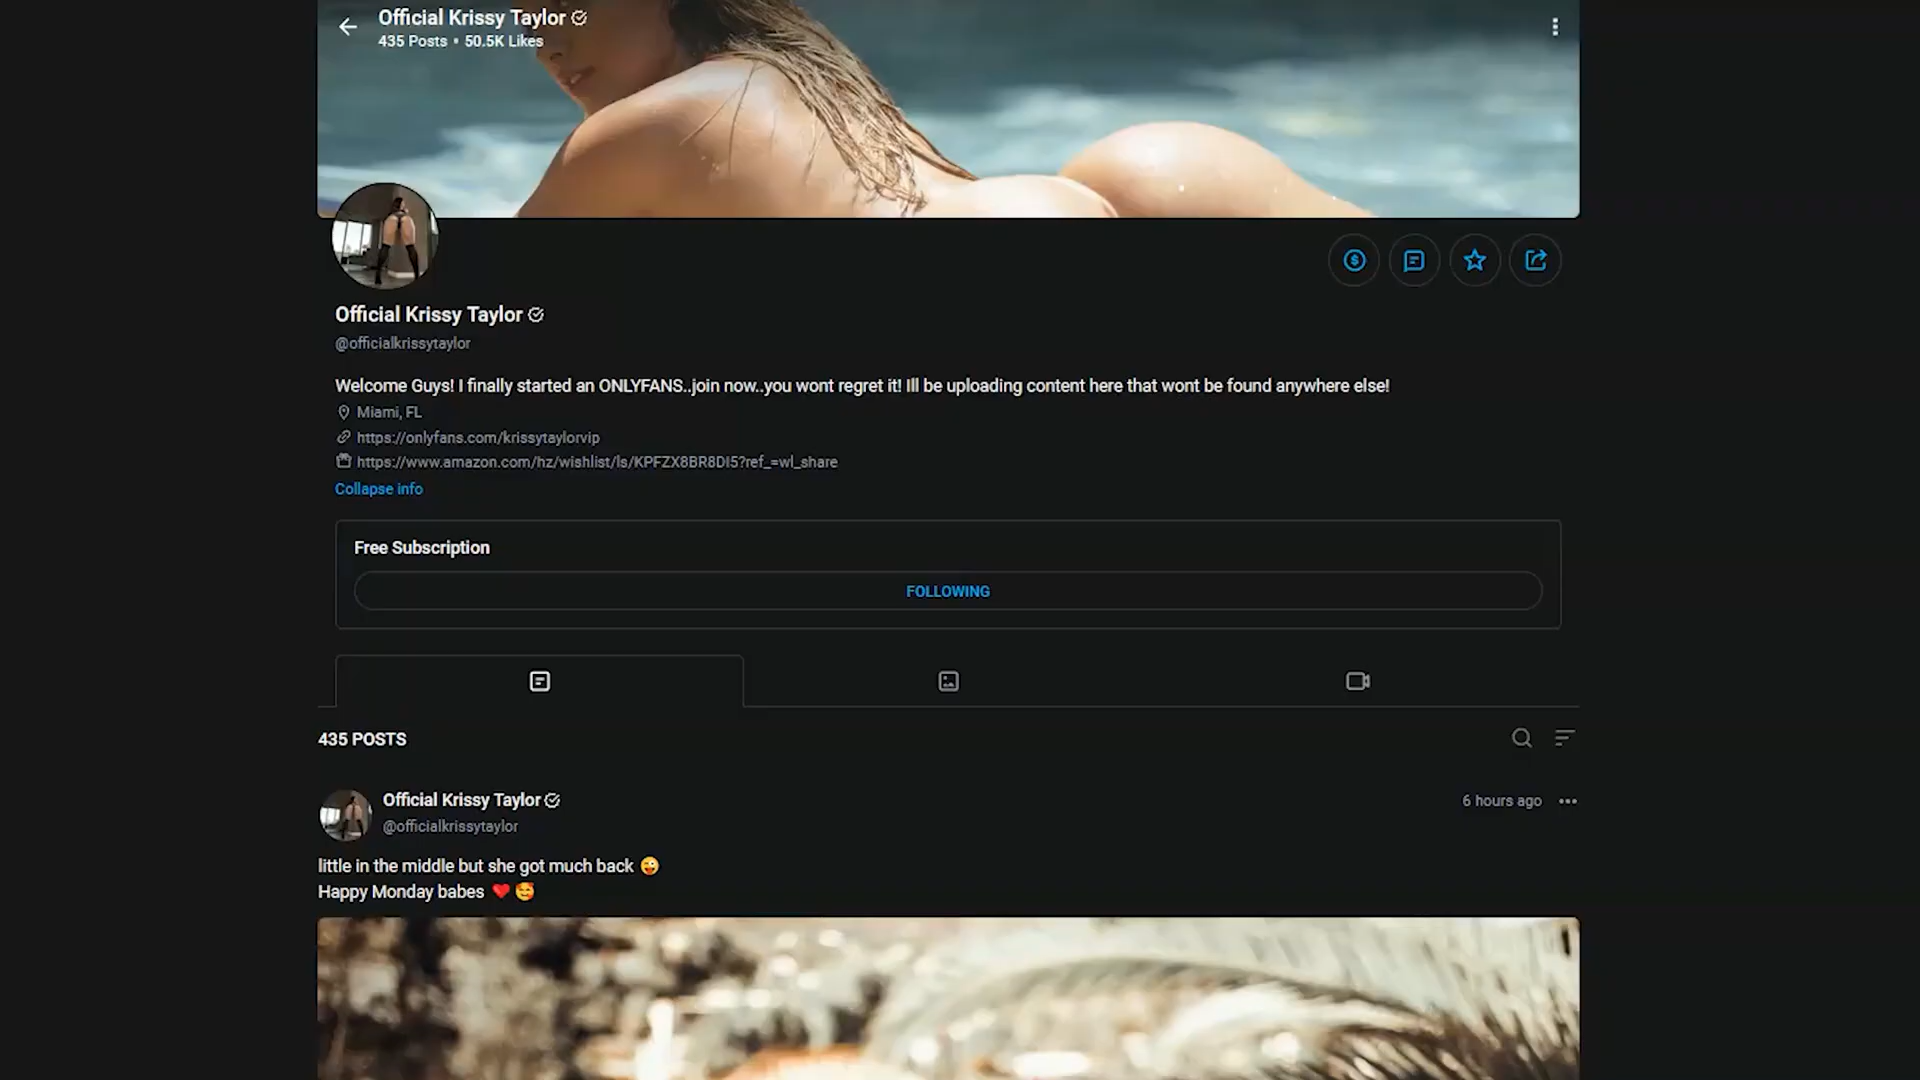 Official Krissy Taylor
435 Posts • 50.5K Likes
Official Krissy Taylor
@officialkrissytaylor
Welcome Guys! I finally started an ONLYFANS..join now..you wont regret it! Ill be uploading content here that wont be found anywhere else!
Miami, FL
https://onlyfans.com/krissytaylorvip
https://www.amazon.com/hz/wishlist/ls/KPFZX8BR8DI5?ref_=wl_share
Collapse info
Free Subscription
FOLLOWING
435 POSTS
Official Krissy Taylor
6 hours ago
@officialkrissytaylor
little in the middle but she got much back 😜
Happy Monday babes ❤️ 🥰